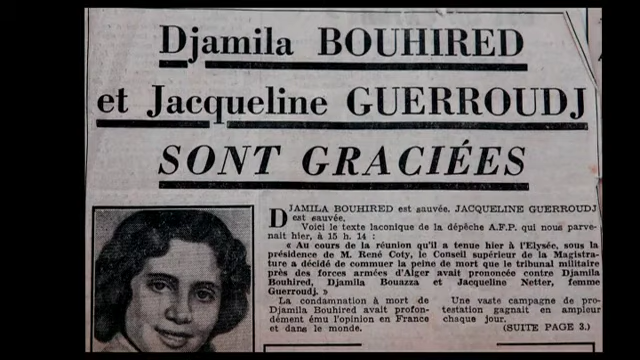 Djamila BOUHIRED
et Jacqueline GUERROUDJ
SONT GRACIÉES
DJAMILA BOUHIRED est sauvée. JACQUELINE GUERROUDJ
est sauvée.
Voici le texte laconique de la dépêche A.F.P. qui nous parve-
nait hier, à 15 h. 14 :
« Au cours de la réunion qu'il a tenue hier à l'Elysée, sous la
présidence de M. René Coty, le Conseil supérieur de la Magistra-
ture a décidé de commuer la peine de mort que le tribunal militaire
près des forces armées d'Alger avait prononcée contre Djamila
Bouhired, Djamila Bouazza et Jacqueline Netter, femme
Guerroudj. »
La condamnation à mort de
Djamila Bouhired avait profon-
dément ému l'opinion en France
et dans le monde.
Une vaste campagne de pro-
testation gagnait en ampleur
chaque jour.
(SUITE PAGE 3.)